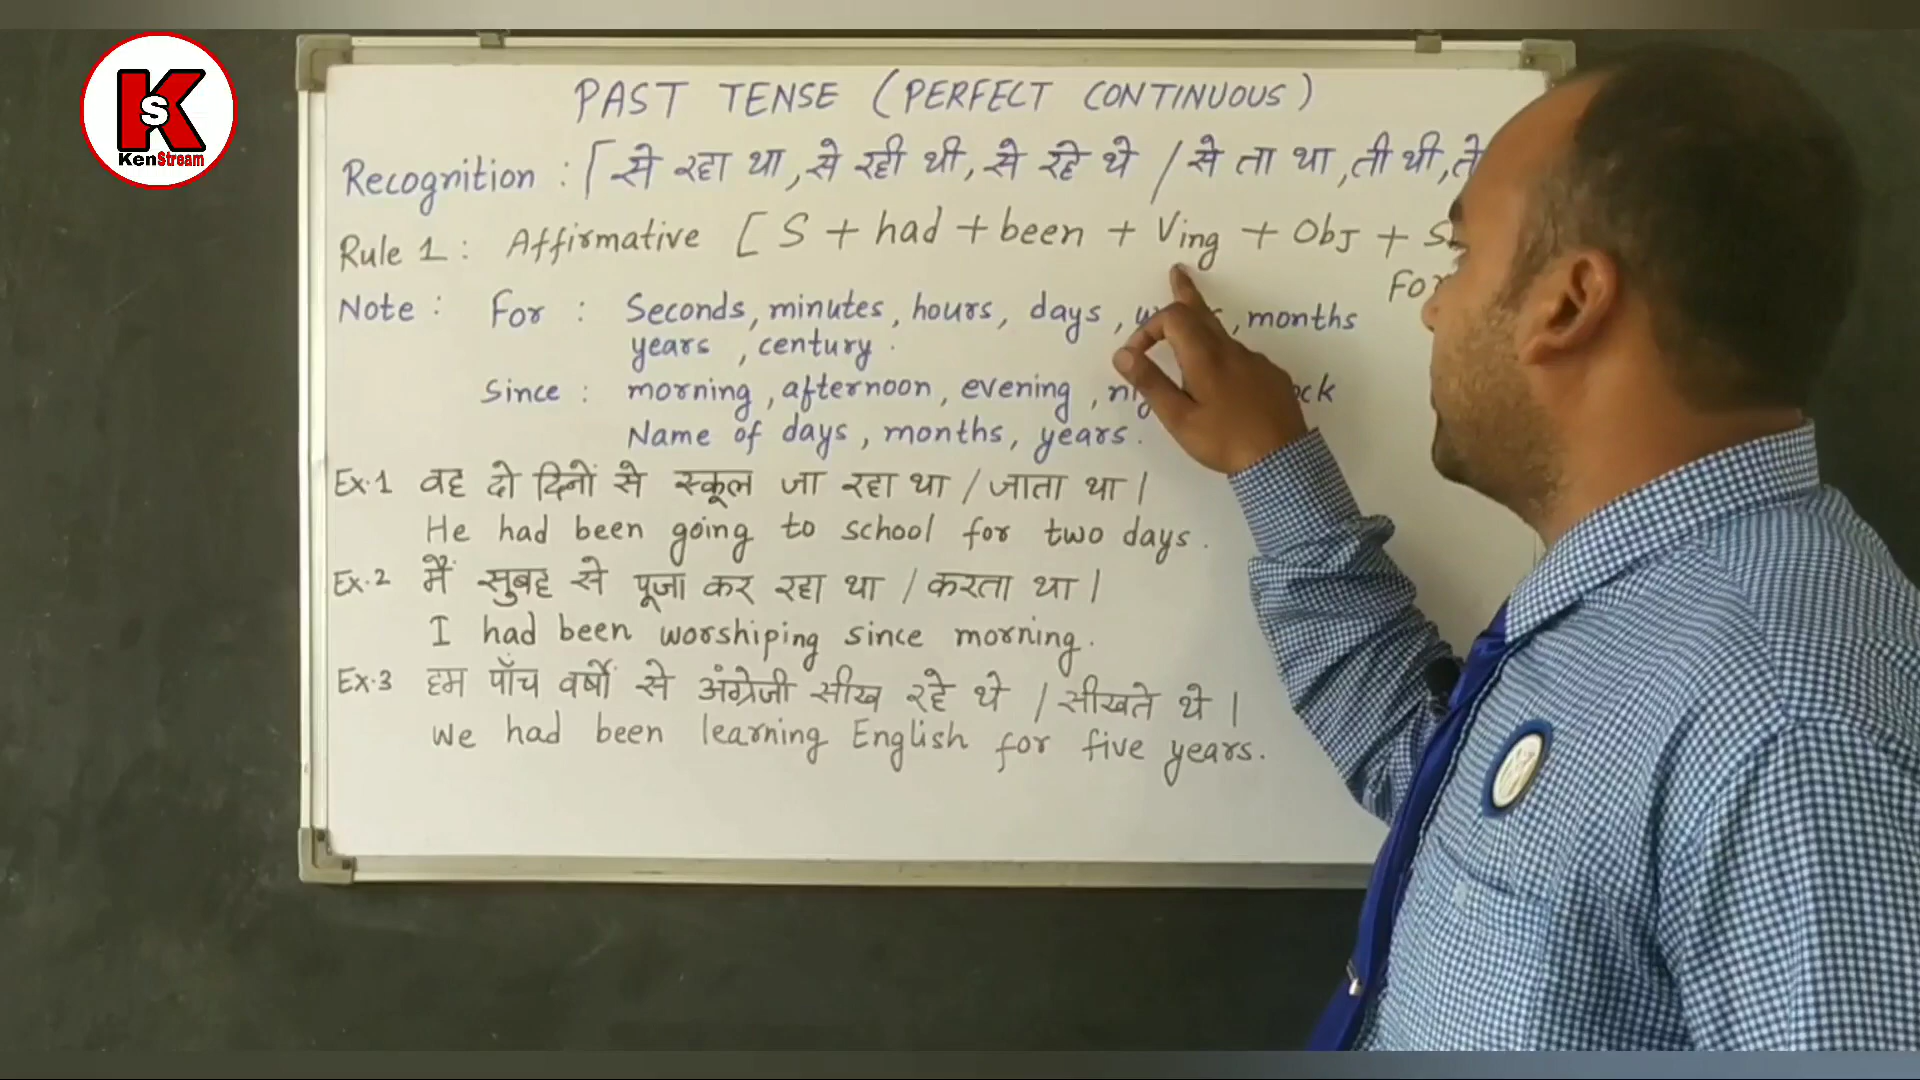 KS
KenStream
PAST TENSE (PERFECT CONTINUOUS)
Recognition : [ से रहा था, से रही थी, से रहे थे / से ता था, ती थी, ते
Rule 1 : Affirmative [ S + had + been + Ving + Obj +
For
Note : For : Seconds, minutes, hours, days, months
years, century.
Since : morning, afternoon, evening,
Name of days, months, years.
Ex.1 वह दो दिनों से स्कूल जा रहा था / जाता था |
He had been going to school for two days.
Ex.2 मैं सुबह से पूजा कर रहा था / करता था |
I had been worshiping since morning.
Ex.3 हम पाँच वर्षों से अंग्रेजी सीख रहे थे / सीखते थे |
We had been learning English for five years.